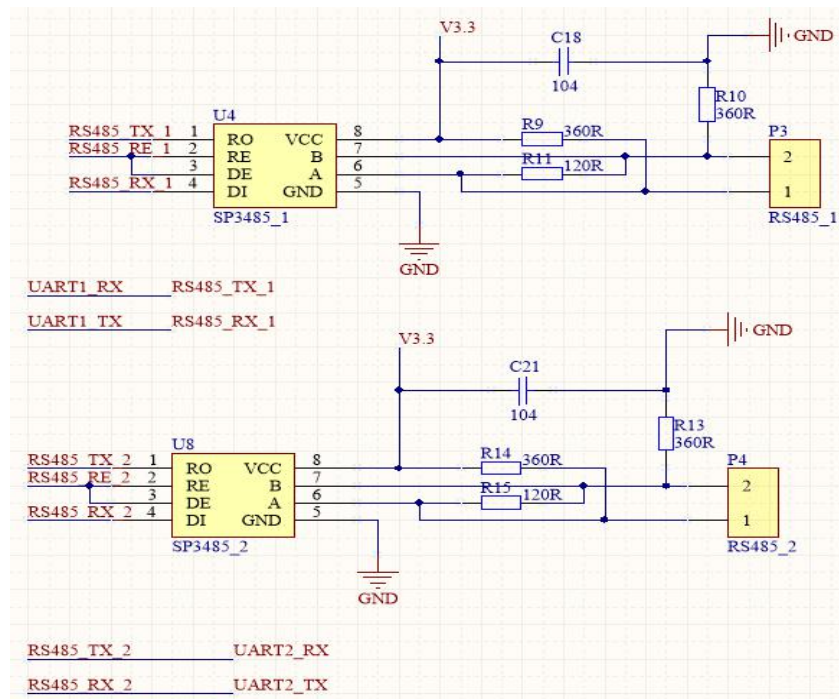 V3.3
C18
104
GND
R10
360R
U4
RS485_TX_1 1 RO VCC 8 R9 360R P3
RS485_RE_1 2 RE B 7 2
3 DE A 6 R11 120R
RS485_RX_1 4 DI GND 5 1
SP3485_1 RS485_1
GND
UART1_RX RS485_TX_1
UART1_TX RS485_RX_1
V3.3
GND
C21
104
R13
360R
U8
RS485_TX_2 1 RO VCC 8 R14 360R P4
RS485_RE_2 2 RE B 7 2
3 DE A 6 R15 120R
RS485_RX_2 4 DI GND 5 1
SP3485_2 RS485_2
GND
RS485_TX_2 UART2_RX
RS485_RX_2 UART2_TX